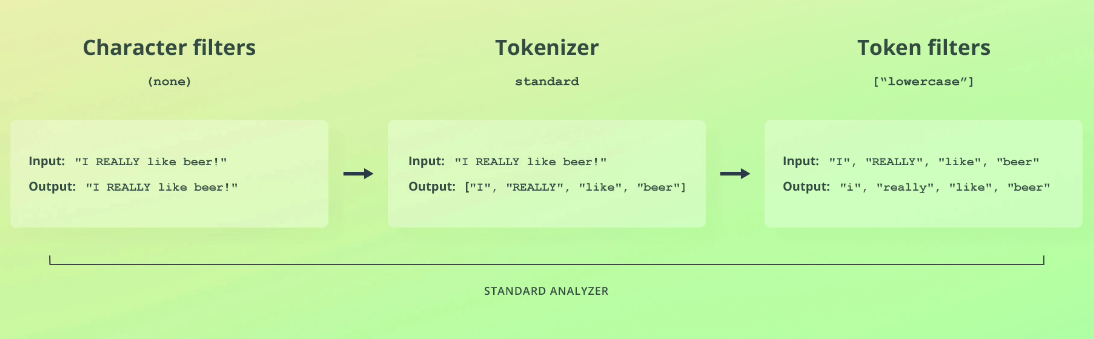 Character filters
(none)
Input: "I REALLY like beer!"
Output: "I REALLY like beer!"
Tokenizer
standard
Input: "I REALLY like beer!"
Output: ["I", "REALLY", "like", "beer"]
Token filters
["lowercase"]
Input: "I", "REALLY", "like", "beer"
Output: "i", "really", "like", "beer"
STANDARD ANALYZER